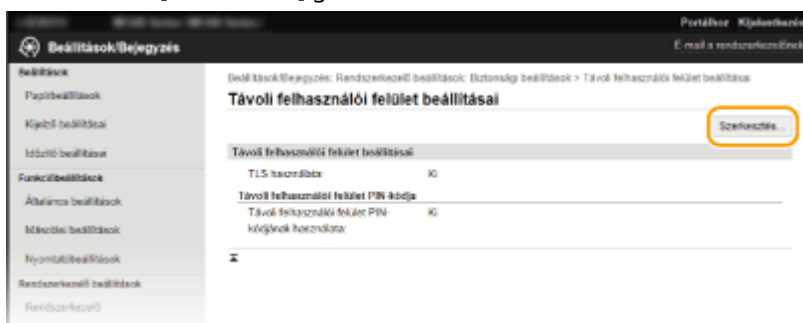 Portálhoz Kijelentkezés
Beállítások/Bejegyzés
E-mail a rendszerkezelőnek
Beállítások
Papírbeállítások
Kijelző beállításai
Időzítő beállításai
Funkcióbeállítások
Általános beállítások
Másolási beállítások
Nyomtatóbeállítások
Rendszerkezelő beállítások
Rendszerkezelő
Beállítások/Bejegyzés: Rendszerkezelő beállítások: Biztonsági beállítások > Távoli felhasználói felület beállításai
Távoli felhasználói felület beállításai
Szerkesztés...
Távoli felhasználói felület beállításai
TLS használata: Ki
Távoli felhasználói felület PIN-kódja
Távoli felhasználói felület PIN- Ki
kódjának használata: